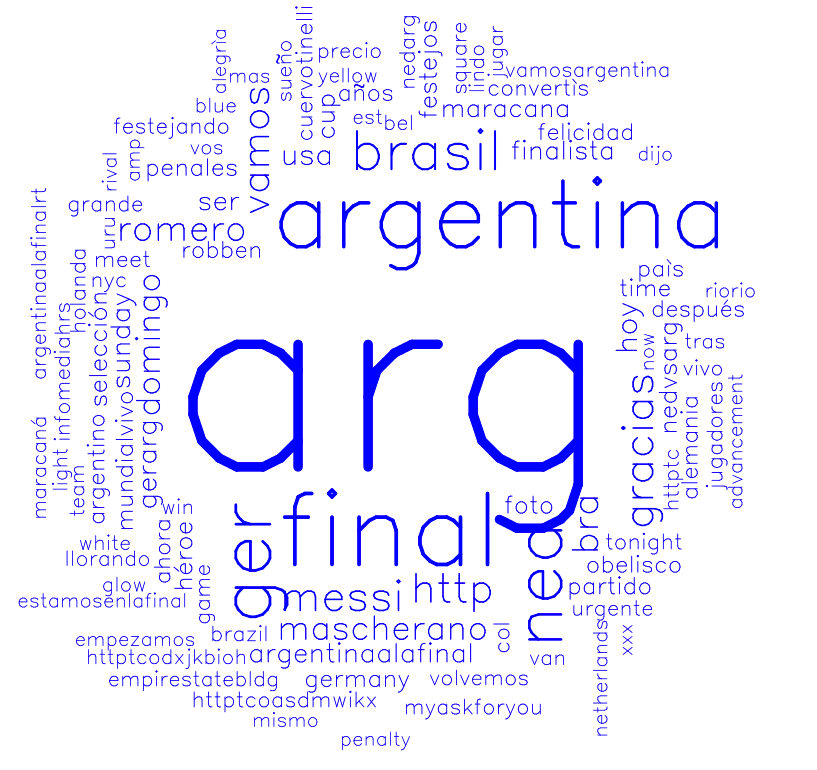 alegrìa
mas
sueño
cuervotinelli
precio
yellow
cup
años
nedarg
festejos
square
lindo
jugar
vamosargentina
convertìs
maracana
blue
festejando
vos
amp
rival
penales
vamos
usa
est
bel
brasil
felicidad
finalista
dijo
grande
ser
argentina
uru
romero
robben
meet
nyc
holanda
argentinaalafinalrt
infomediahrs
selección
sunday
domingo
paìs
time
riorio
después
hoy
now
tras
nedvsarg
vivo
arg
gracias
alemania
jugadores
advancement
httptc
maracaná
light
team
argentino
mundialvivo
gerarg
win
final
foto
bra
white
llorando
ahora
héroe
ger
ned
tonight
obelisco
glow
estamosenlafinal
game
messi
http
partido
urgente
brazil
mascherano
col
empezamos
httptcodxjkbioh
argentinaalafinal
van
xxx
netherlands
empirestatebldg
germany
volvemos
httptcoasdmwikx
myaskforyou
mismo
penalty